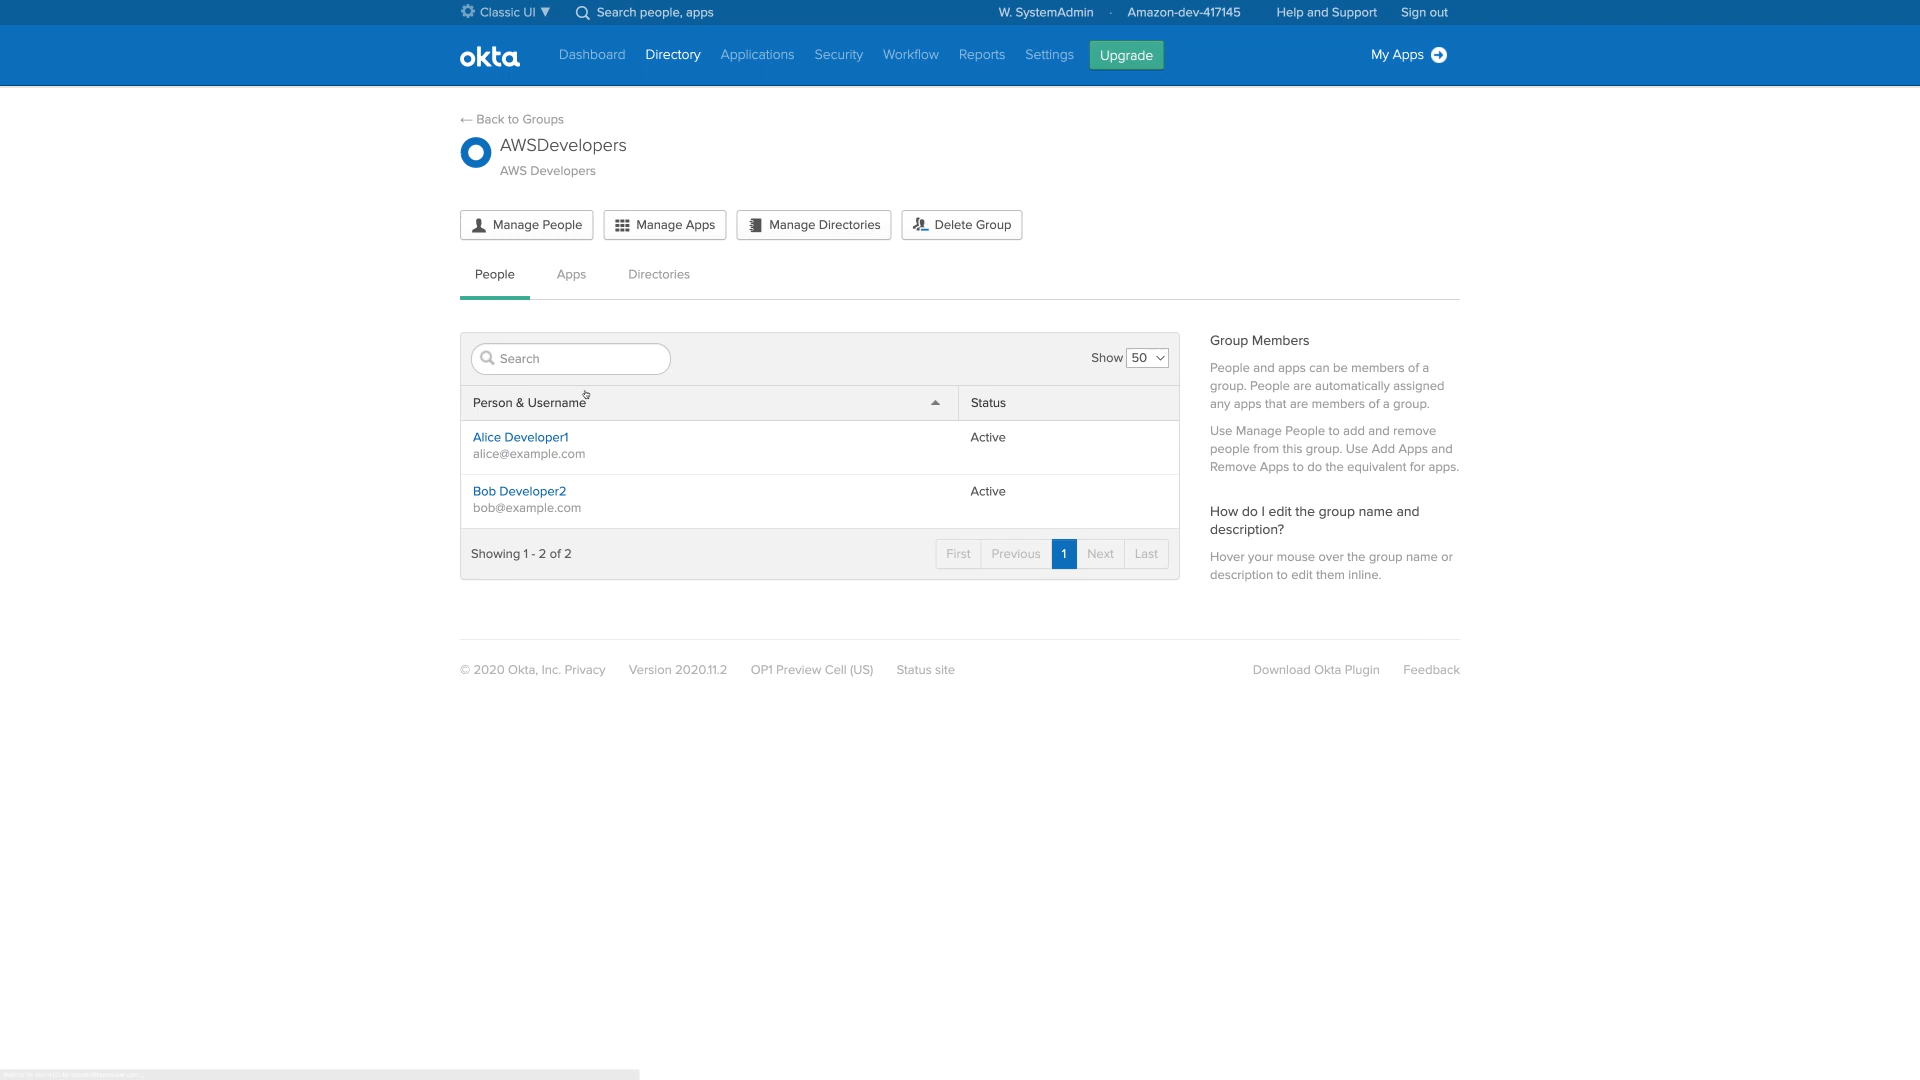 Classic UI ▼ Search people, apps W. SystemAdmin · Amazon-dev-417145 Help and Support Sign out
okta Dashboard Directory Applications Security Workflow Reports Settings Upgrade My Apps
← Back to Groups
AWSDevelopers
AWS Developers
Manage People Manage Apps Manage Directories Delete Group
People Apps Directories
Search Show 50
Person & Username Status
Alice Developer1 Active
alice@example.com
Bob Developer2 Active
bob@example.com
Showing 1 - 2 of 2 First Previous 1 Next Last
Group Members
People and apps can be members of a
group. People are automatically assigned
any apps that are members of a group.
Use Manage People to add and remove
people from this group. Use Add Apps and
Remove Apps to do the equivalent for apps.
How do I edit the group name and
description?
Hover your mouse over the group name or
description to edit them inline.
© 2020 Okta, Inc. Privacy Version 2020.11.2 OP1 Preview Cell (US) Status site Download Okta Plugin Feedback